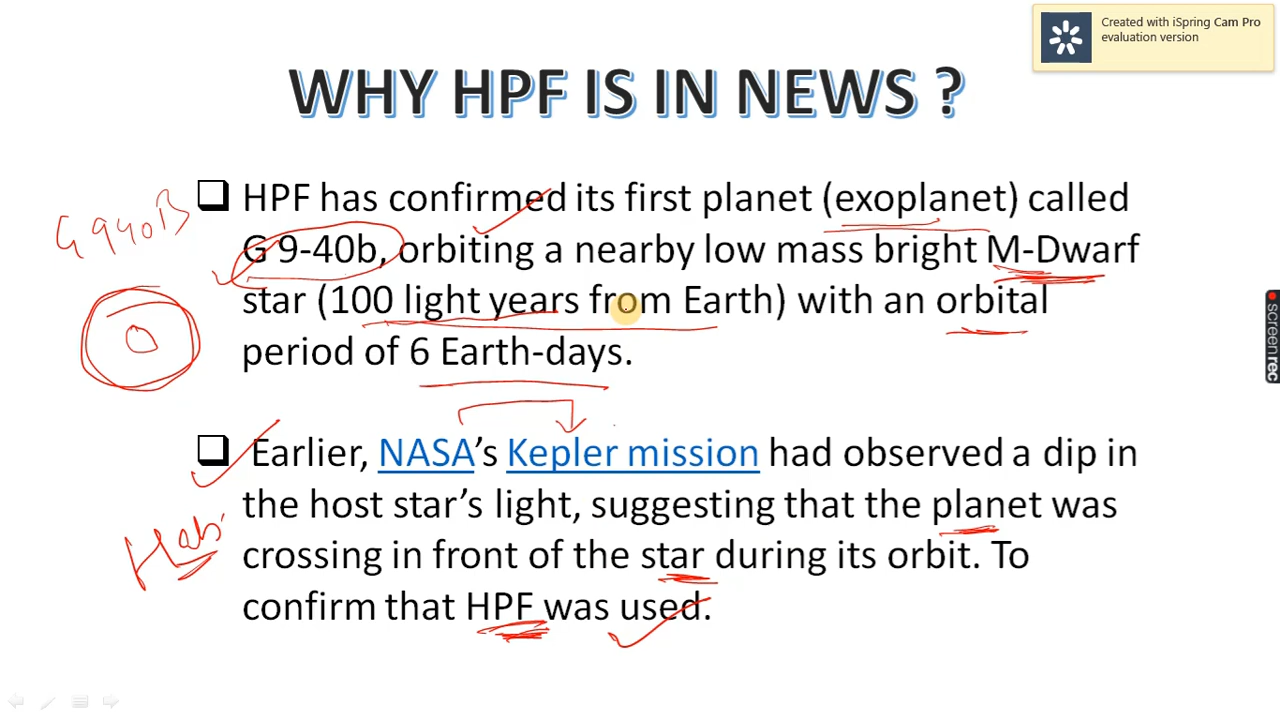 Created with iSpring Cam Pro
evaluation version
WHY HPF IS IN NEWS ?
HPF has confirmed its first planet (exoplanet) called
G 9-40b, orbiting a nearby low mass bright M-Dwarf
star (100 light years from Earth) with an orbital
period of 6 Earth-days.
G 940B
Earlier, NASA's Kepler mission had observed a dip in
the host star's light, suggesting that the planet was
crossing in front of the star during its orbit. To
confirm that HPF was used.
Hab
screenrec